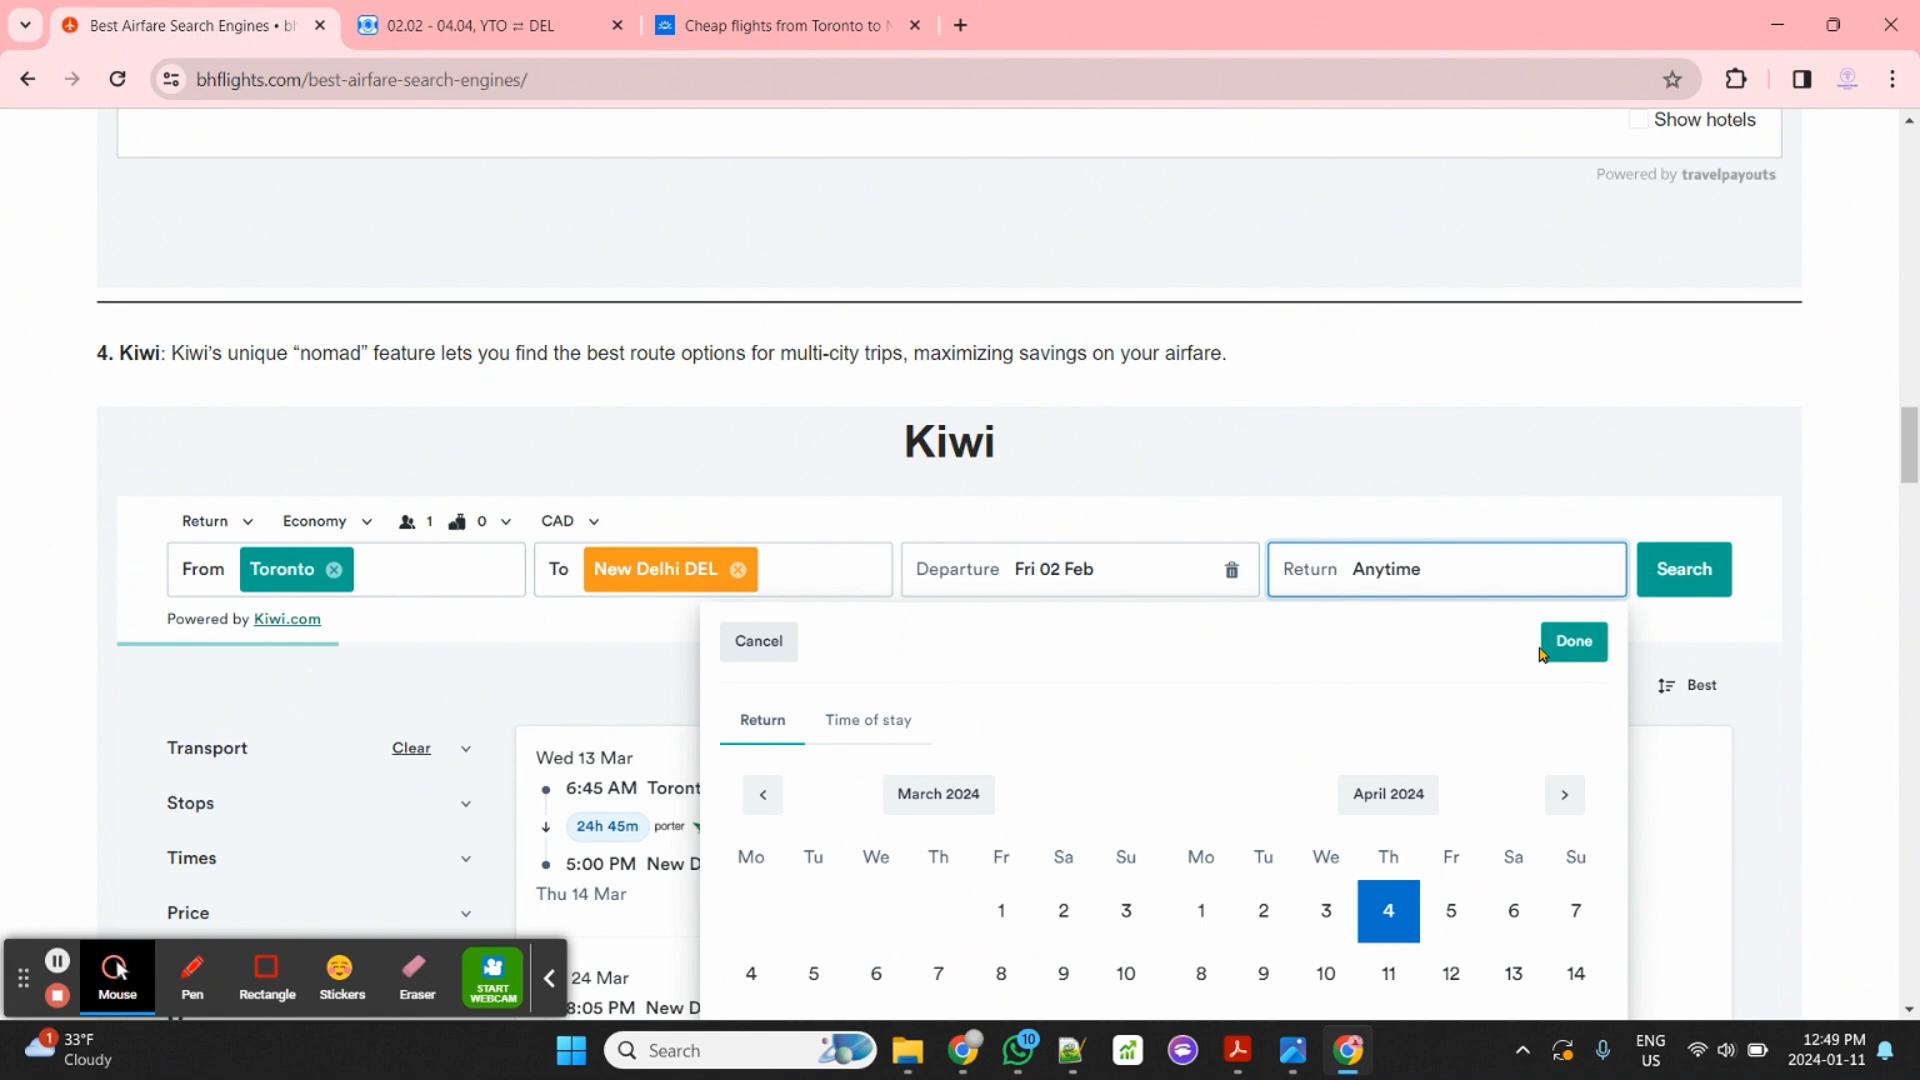 Best Airfare Search Engines • bh
02.02 - 04.04, YTO ⇄ DEL
Cheap flights from Toronto to N
bhflights.com/best-airfare-search-engines/
Show hotels
Powered by travelpayouts
4. Kiwi: Kiwi’s unique “nomad” feature lets you find the best route options for multi-city trips, maximizing savings on your airfare.
Kiwi
Return Economy 1 0 CAD
From Toronto To New Delhi DEL Departure Fri 02 Feb Return Anytime Search
Powered by Kiwi.com
Cancel Done
Best
Return Time of stay
Transport Clear
Stops
Times
Price
Wed 13 Mar
6:45 AM Toront
24h 45m porter
5:00 PM New D
Thu 14 Mar
24 Mar
8:05 PM New D
< March 2024 April 2024 >
Mo Tu We Th Fr Sa Su Mo Tu We Th Fr Sa Su
1 2 3 1 2 3 4 5 6 7
4 5 6 7 8 9 10 8 9 10 11 12 13 14
Mouse Pen Rectangle Stickers Eraser START WEBCAM
1 33°F
Cloudy
Search
10
ENG
US
12:49 PM
2024-01-11